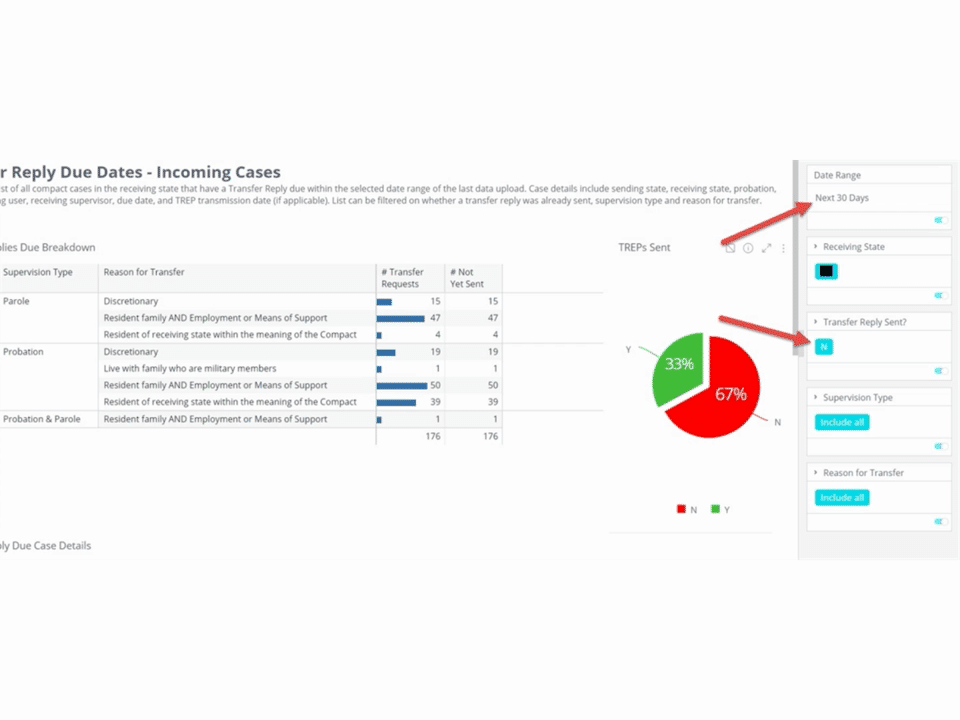 r Reply Due Dates - Incoming Cases
st of all compact cases in the receiving state that have a Transfer Reply due within the selected date range of the last data upload. Case details include sending state, receiving state, probation,
ng user, receiving supervisor, due date, and TREP transmission date (if applicable). List can be filtered on whether a transfer reply was already sent, supervision type and reason for transfer.
plies Due Breakdown
Supervision Type Reason for Transfer # Transfer Requests # Not Yet Sent
Parole Discretionary 15 15
Resident family AND Employment or Means of Support 47 47
Resident of receiving state within the meaning of the Compact 4 4
Probation Discretionary 19 19
Live with family who are military members 1 1
Resident family AND Employment or Means of Support 50 50
Resident of receiving state within the meaning of the Compact 39 39
Probation & Parole Resident family AND Employment or Means of Support 1 1
176 176
ply Due Case Details
TREPs Sent
Y
33%
67%
N
N Y
Date Range
Next 30 Days
Receiving State
Transfer Reply Sent?
N
Supervision Type
Include all
Reason for Transfer
Include all